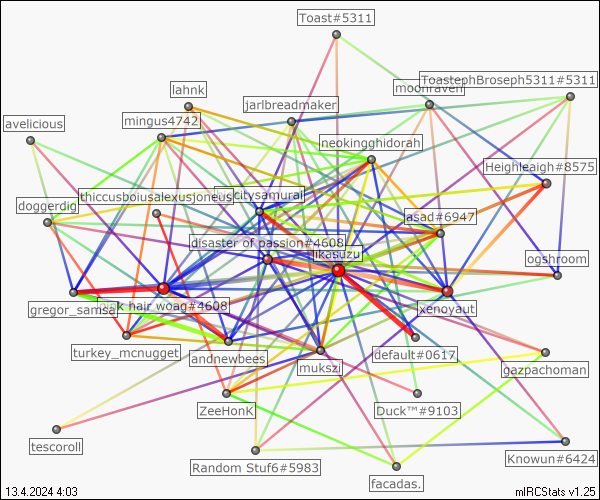 Toast#5311
ToastephBroseph5311#5311
moonraven
lahnk
jarlbreadmaker
avelicious
mingus4742
neokingghidorah
Heighleaigh#8575
thiccusboiusalexusjoneus
citysamurai
doggerdig
asad#6947
disaster of passion#4608
likasuzu
ogshroom
gregor_samsa
hair woag#4608
xenoyaut
turkey_mcnugget
andnewbees
mukszi
default#0617
gazpachoman
ZeeHonK
Duck™#9103
tescoroll
Random Stuf6#5983
Knowun#6424
facadas.
13.4.2024 4:03
mIRCStats v1.25